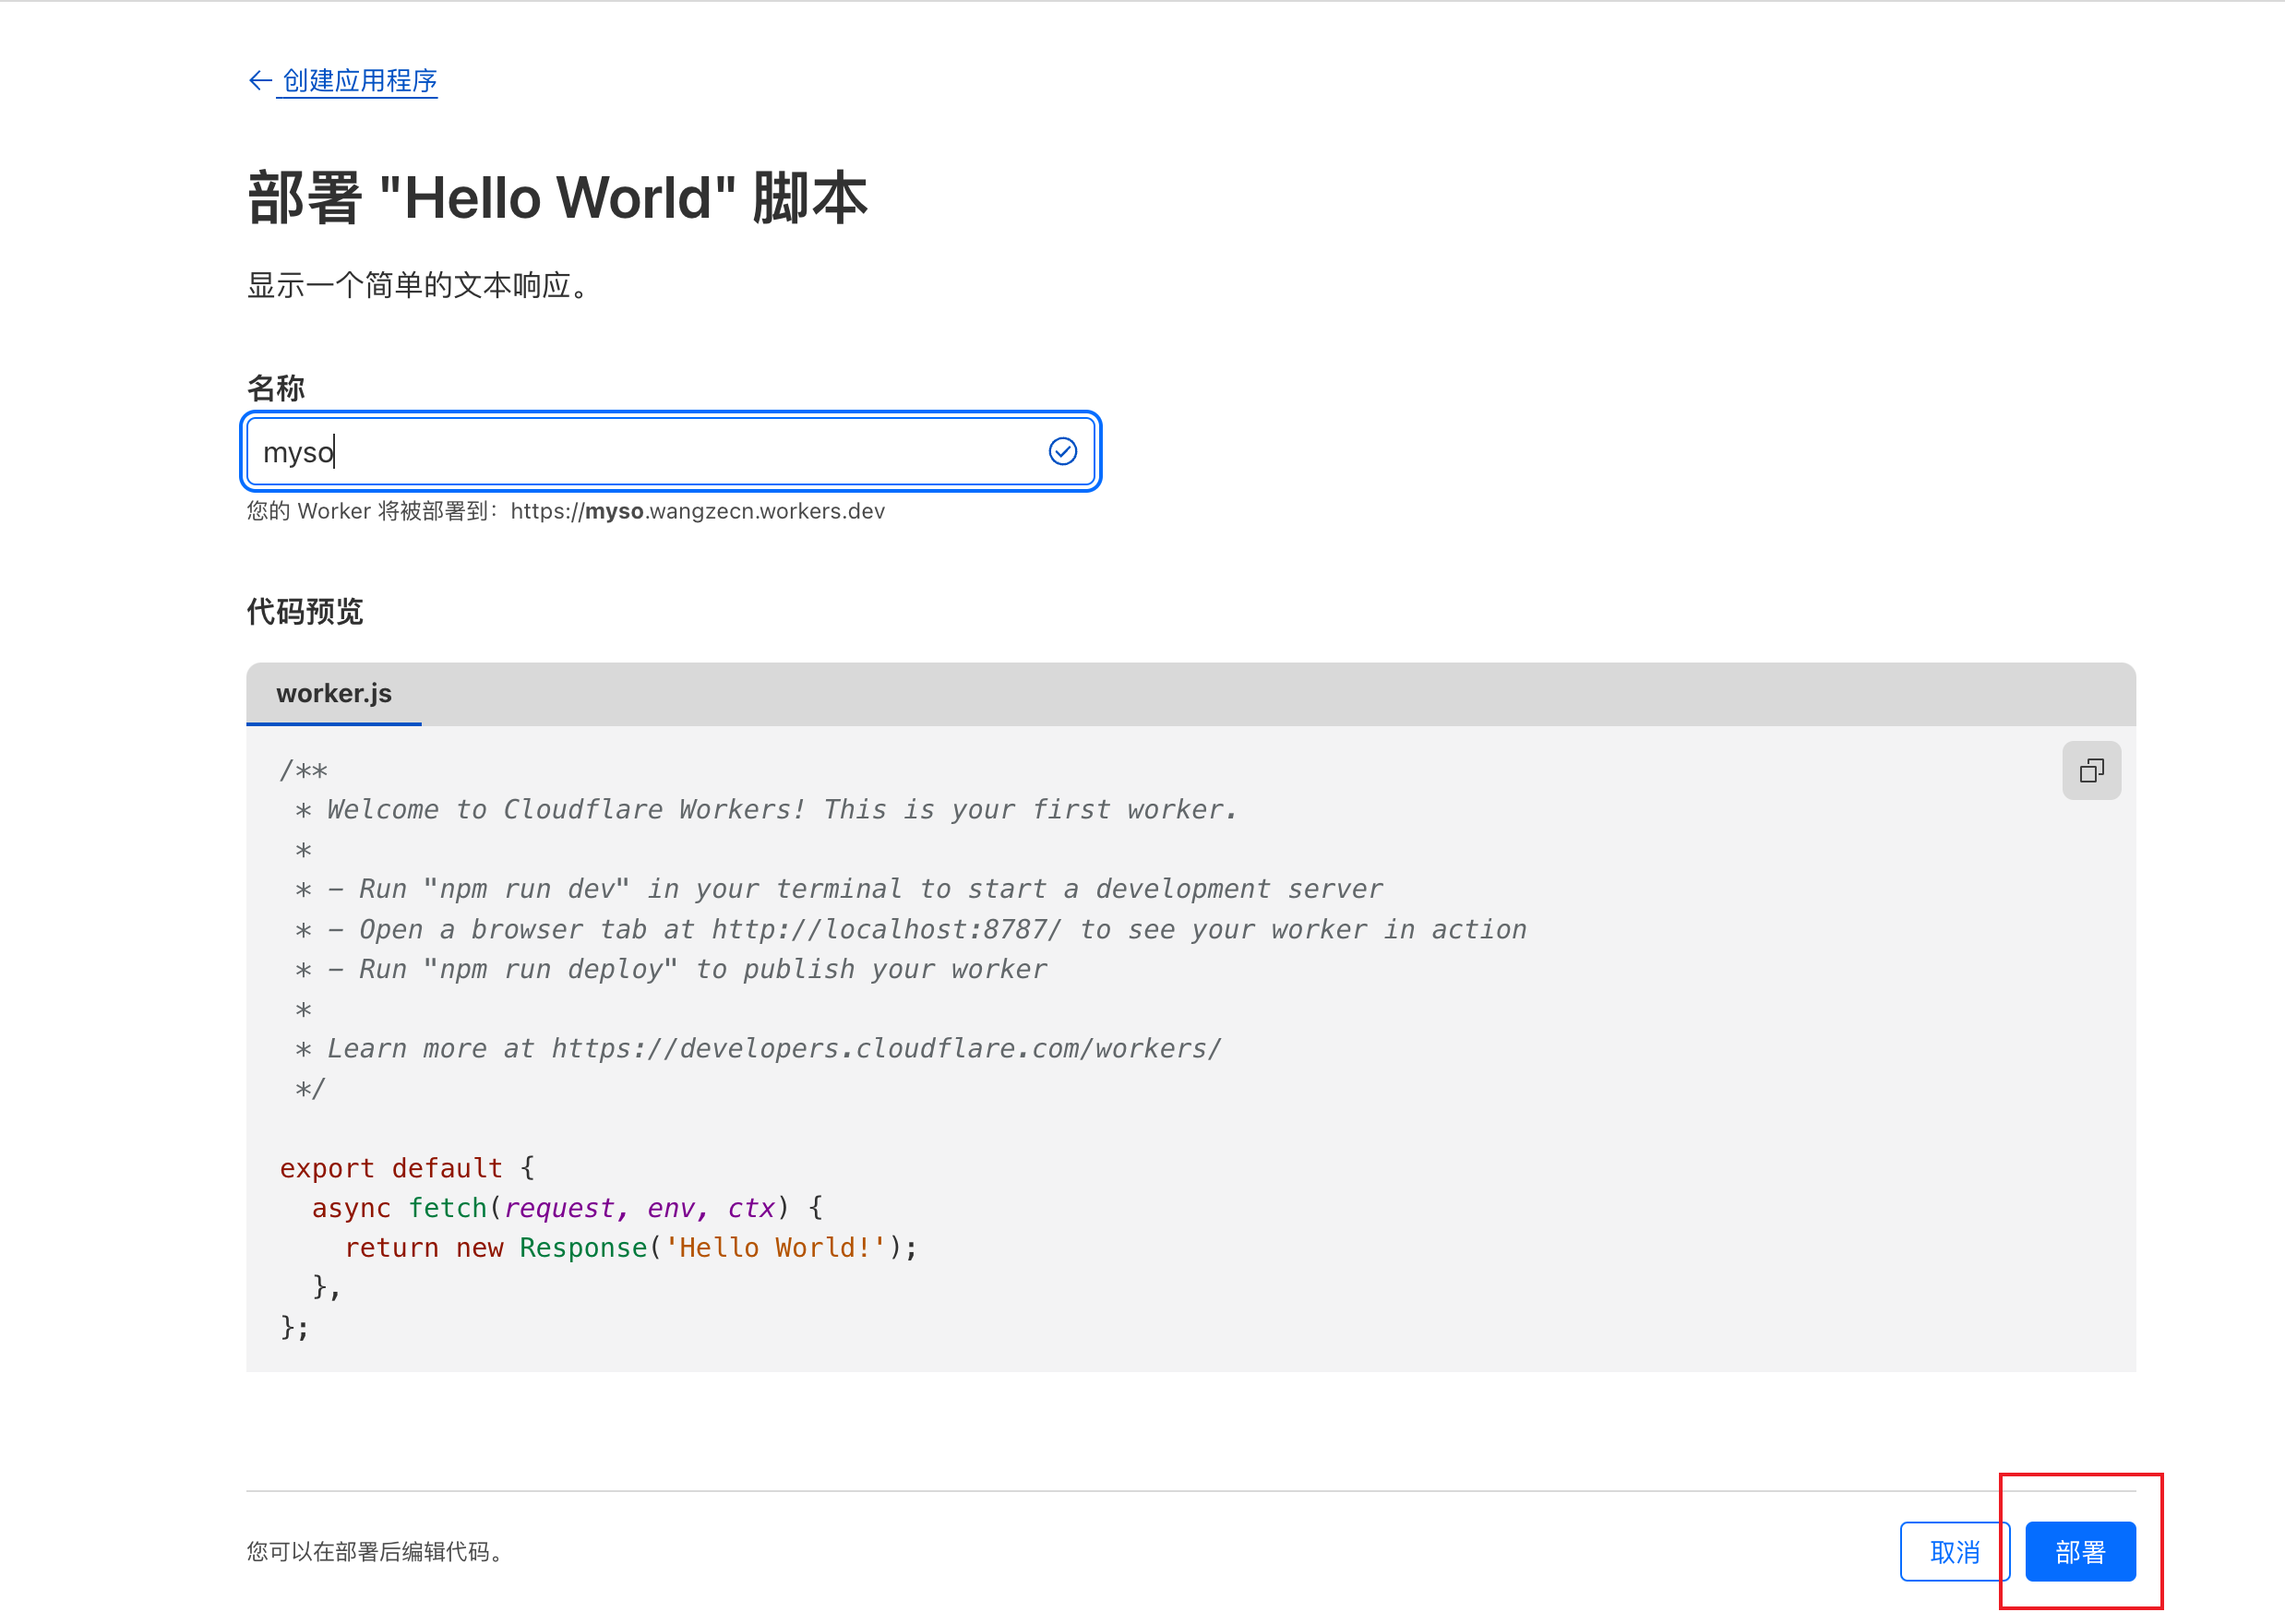 ← 创建应用程序
部署 "Hello World" 脚本
显示一个简单的文本响应。
名称
myso
您的 Worker 将被部署到：https://myso.wangzecn.workers.dev
代码预览
worker.js
/**
 * Welcome to Cloudflare Workers! This is your first worker.
 *
 * - Run "npm run dev" in your terminal to start a development server
 * - Open a browser tab at http://localhost:8787/ to see your worker in action
 * - Run "npm run deploy" to publish your worker
 *
 * Learn more at https://developers.cloudflare.com/workers/
 */
export default {
  async fetch(request, env, ctx) {
    return new Response('Hello World!');
  },
};
您可以在部署后编辑代码。
取消
部署